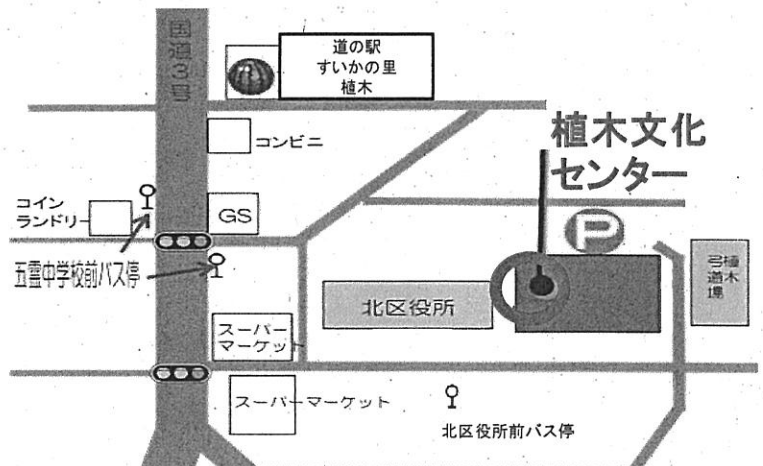 国道3号
道の駅
すいかの里
植木
コンビニ
植木文化
センター
コイン
ランドリー
GS
P
五霊中学校前バス停
北区役所
植木
弓道場
スーパー
マーケット
スーパーマーケット
北区役所前バス停